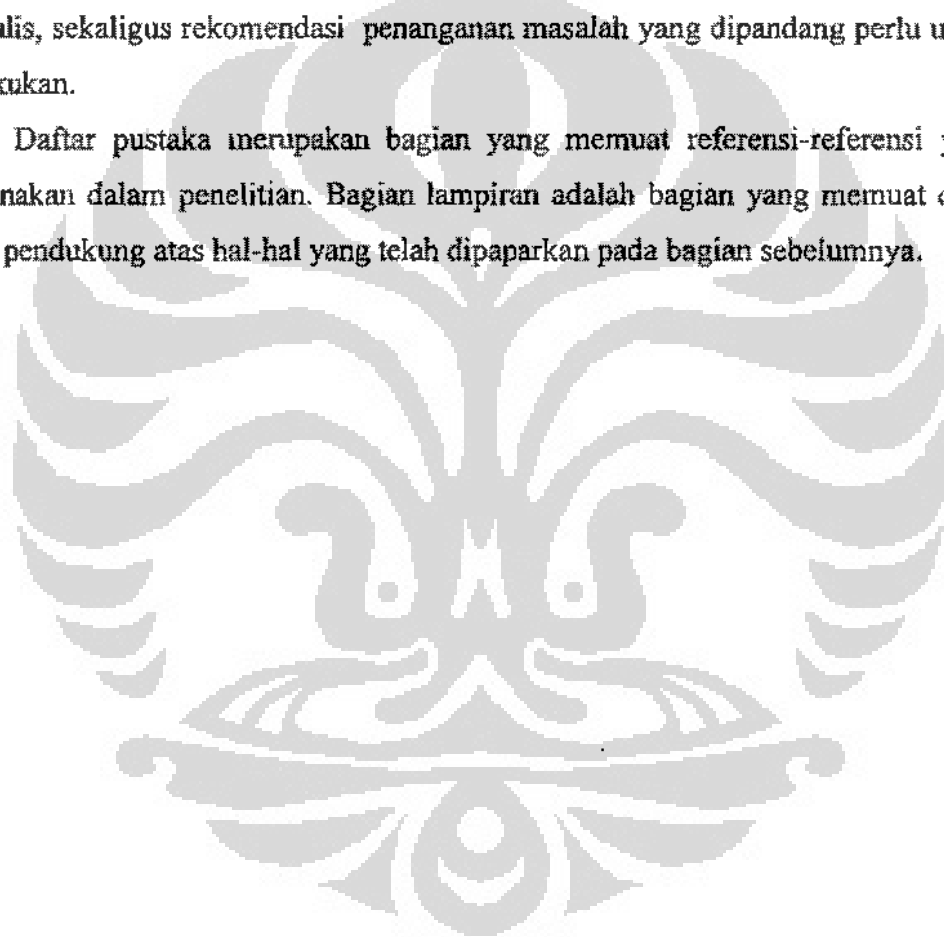 alis, sekaligus rekomendasi penanganan masalah yang dipandang perlu u
kukan.
Daftar pustaka merupakan bagian yang memuat referensi-referensi y
nakan dalam penelitian. Bagian lampiran adalah bagian yang memuat
pendukung atas hal-hal yang telah dipaparkan pada bagian sebelumnya.